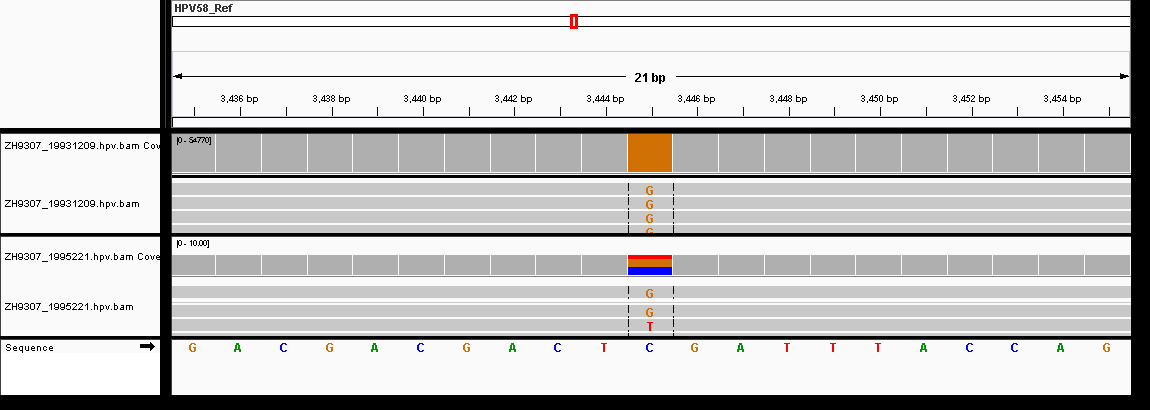 HPV58_Ref
21 bp
3,436 bp 3,438 bp 3,440 bp 3,442 bp 3,444 bp 3,446 bp 3,448 bp 3,450 bp 3,452 bp 3,454 bp
ZH9307_19931209.hpv.bam Cov
[0 - 54770]
ZH9307_19931209.hpv.bam
G
G
G
G
ZH9307_1995221.hpv.bam Cove
[0 - 10.00]
ZH9307_1995221.hpv.bam
G
G
T
Sequence
G A C G A C G A C T C G A T T T A C C A G